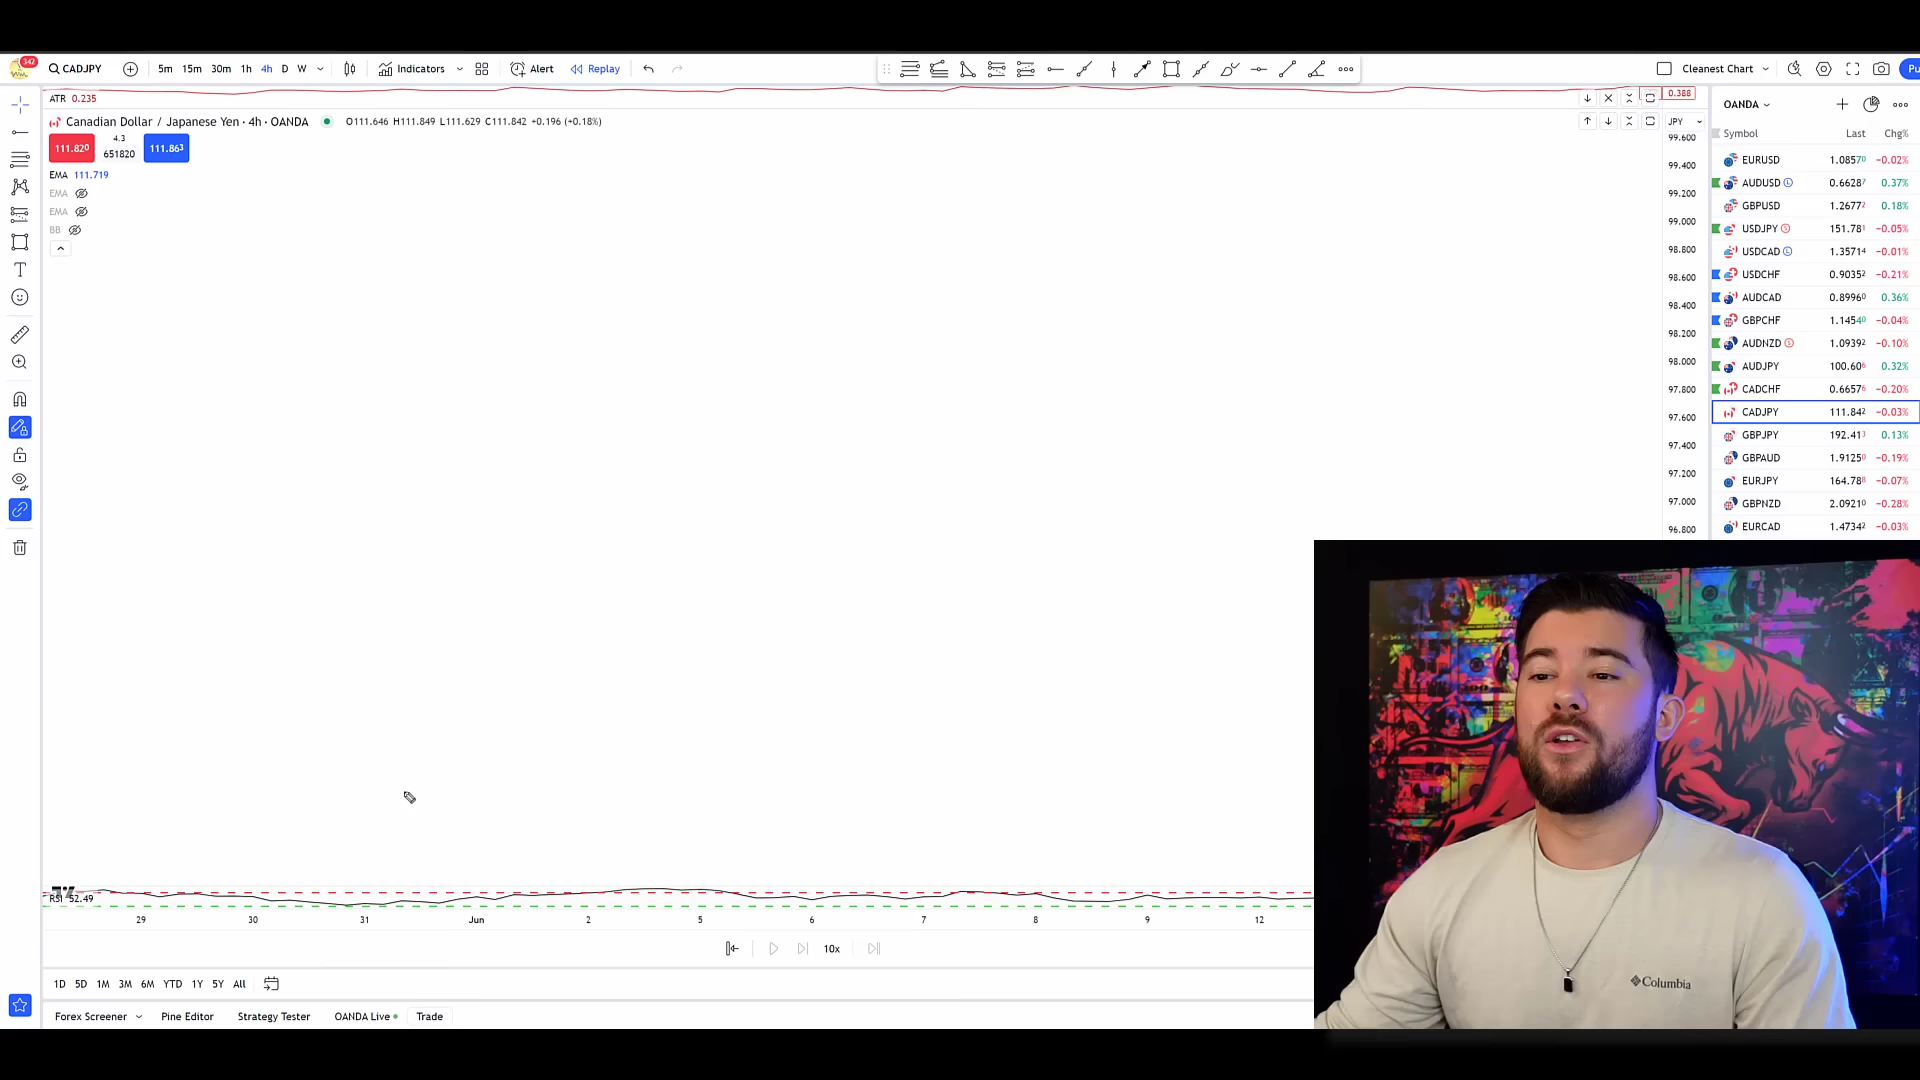 342
CADJPY
5m 15m 30m 1h 4h D W
Indicators
Alert
Replay
Cleanest Chart
Pu
ATR 0.235
0.388
Canadian Dollar / Japanese Yen · 4h · OANDA
O111.646 H111.849 L111.629 C111.842 +0.196 (+0.18%)
JPY
111.820
4.3
651820
111.863
EMA 111.719
EMA
EMA
BB
99.600
99.400
99.200
99.000
98.800
98.600
98.400
98.200
98.000
97.800
97.600
97.400
97.200
97.000
96.800
OANDA
Symbol Last Chg%
EURUSD 1.08570 −0.02%
AUDUSD L 0.66287 0.37%
GBPUSD 1.26772 0.18%
USDJPY S 151.781 −0.05%
USDCAD L 1.35714 −0.01%
USDCHF 0.90352 −0.21%
AUDCAD 0.89960 0.36%
GBPCHF 1.14540 −0.04%
AUDNZD S 1.09392 −0.10%
AUDJPY 100.606 0.32%
CADCHF 0.66576 −0.20%
CADJPY 111.842 −0.03%
GBPJPY 192.413 0.13%
GBPAUD 1.91250 −0.19%
EURJPY 164.788 −0.07%
GBPNZD 2.09210 −0.28%
EURCAD 1.47342 −0.03%
RSI 52.49
29 30 31 Jun 2 5 6 7 8 9 12
10x
1D 5D 1M 3M 6M YTD 1Y 5Y All
Forex Screener
Pine Editor
Strategy Tester
OANDA Live
Trade
Columbia